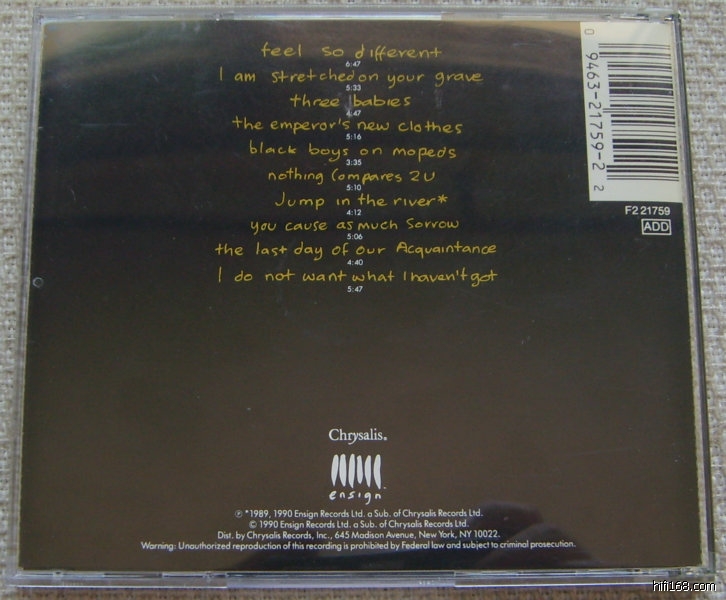 feel so different
6:47
I am stretched on your grave
5:33
three babies
4:47
the emperor's new clothes
5:16
black boys on mopeds
3:35
nothing Compares 2U
5:10
Jump in the river*
4:12
you cause as much Sorrow
5:06
the last day of our Acquaintance
4:40
I do not want what I haven't got
5:47
0 9463-21759-2 2
F2 21759
ADD
Chrysalis®
ensign™
℗ *1989, 1990 Ensign Records Ltd. a Sub. of Chrysalis Records Ltd.
© 1990 Ensign Records Ltd. a Sub. of Chrysalis Records Ltd.
Dist. by Chrysalis Records, Inc., 645 Madison Avenue, New York, NY 10022.
Warning: Unauthorized reproduction of this recording is prohibited by Federal law and subject to criminal prosecution.
hifi168.com